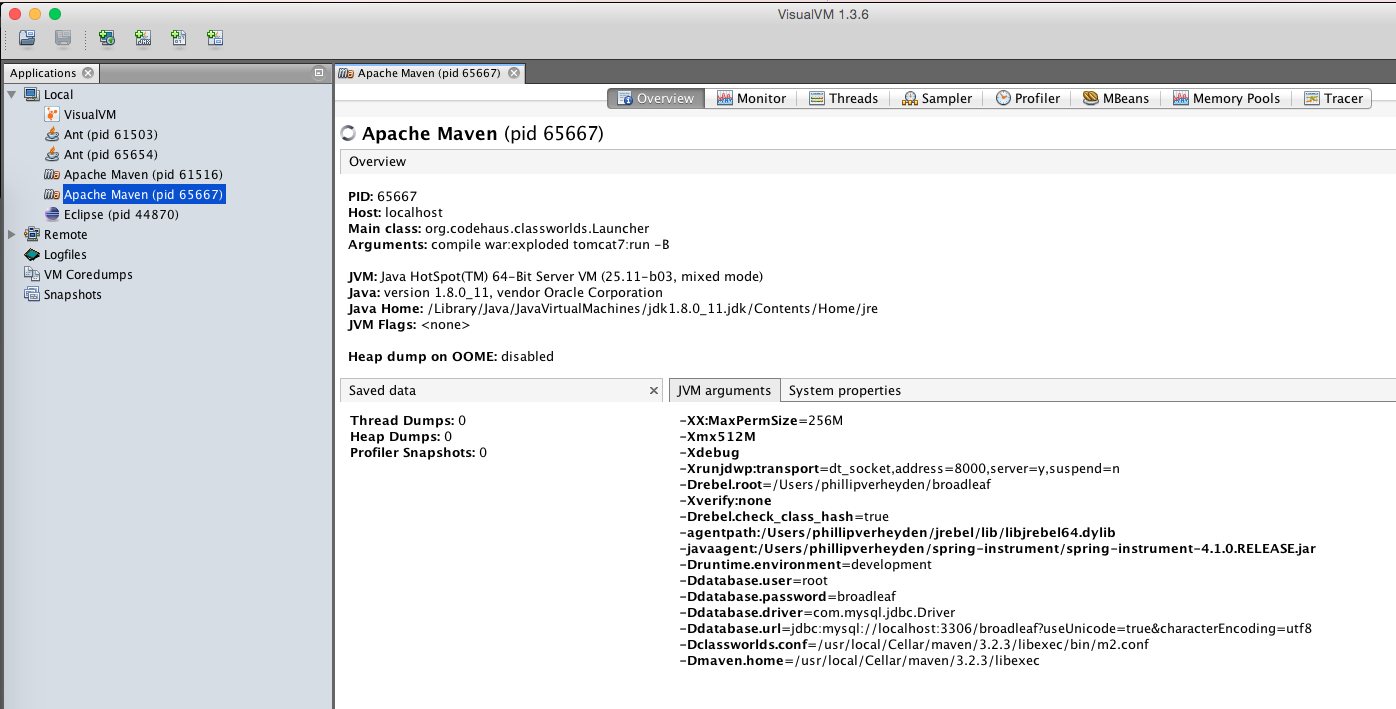 VisualVM 1.3.6
Applications
Local
VisualVM
Ant (pid 61503)
Ant (pid 65654)
Apache Maven (pid 61516)
Apache Maven (pid 65667)
Eclipse (pid 44870)
Remote
Logfiles
VM Coredumps
Snapshots
Apache Maven (pid 65667)
Overview Monitor Threads Sampler Profiler MBeans Memory Pools Tracer
Apache Maven (pid 65667)
Overview
PID: 65667
Host: localhost
Main class: org.codehaus.classworlds.Launcher
Arguments: compile war:exploded tomcat7:run -B
JVM: Java HotSpot(TM) 64-Bit Server VM (25.11-b03, mixed mode)
Java: version 1.8.0_11, vendor Oracle Corporation
Java Home: /Library/Java/JavaVirtualMachines/jdk1.8.0_11.jdk/Contents/Home/jre
JVM Flags: <none>
Heap dump on OOME: disabled
Saved data
Thread Dumps: 0
Heap Dumps: 0
Profiler Snapshots: 0
JVM arguments System properties
-XX:MaxPermSize=256M
-Xmx512M
-Xdebug
-Xrunjdwp:transport=dt_socket,address=8000,server=y,suspend=n
-Drebel.root=/Users/phillipverheyden/broadleaf
-Xverify:none
-Drebel.check_class_hash=true
-agentpath:/Users/phillipverheyden/jrebel/lib/libjrebel64.dylib
-javaagent:/Users/phillipverheyden/spring-instrument/spring-instrument-4.1.0.RELEASE.jar
-Druntime.environment=development
-Ddatabase.user=root
-Ddatabase.password=broadleaf
-Ddatabase.driver=com.mysql.jdbc.Driver
-Ddatabase.url=jdbc:mysql://localhost:3306/broadleaf?useUnicode=true&characterEncoding=utf8
-Dclassworlds.conf=/usr/local/Cellar/maven/3.2.3/libexec/bin/m2.conf
-Dmaven.home=/usr/local/Cellar/maven/3.2.3/libexec